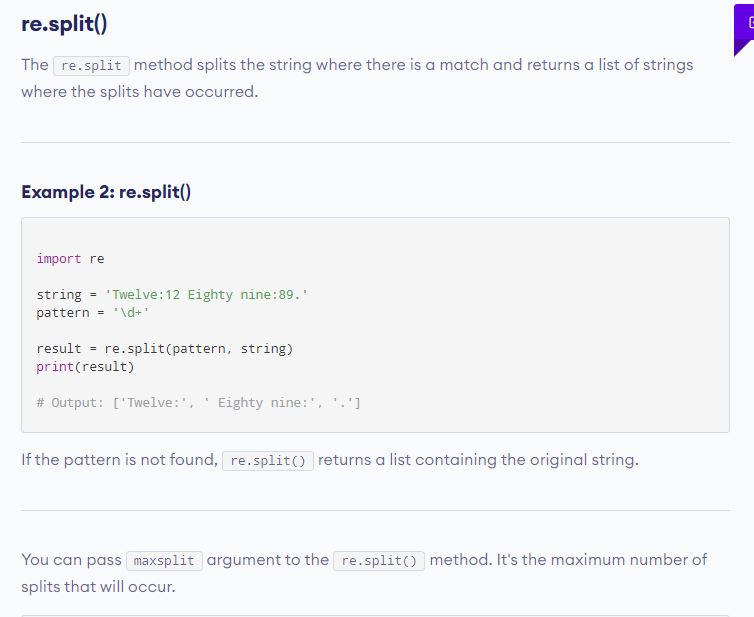 re.split()
The re.split method splits the string where there is a match and returns a list of strings
where the splits have occurred.
Example 2: re.split()
import re
string = 'Twelve:12 Eighty nine:89.'
pattern = '\d+'
result = re.split(pattern, string)
print(result)
# Output: ['Twelve:', ' Eighty nine:', '.']
If the pattern is not found, re.split() returns a list containing the original string.
You can pass maxsplit argument to the re.split() method. It's the maximum number of
splits that will occur.